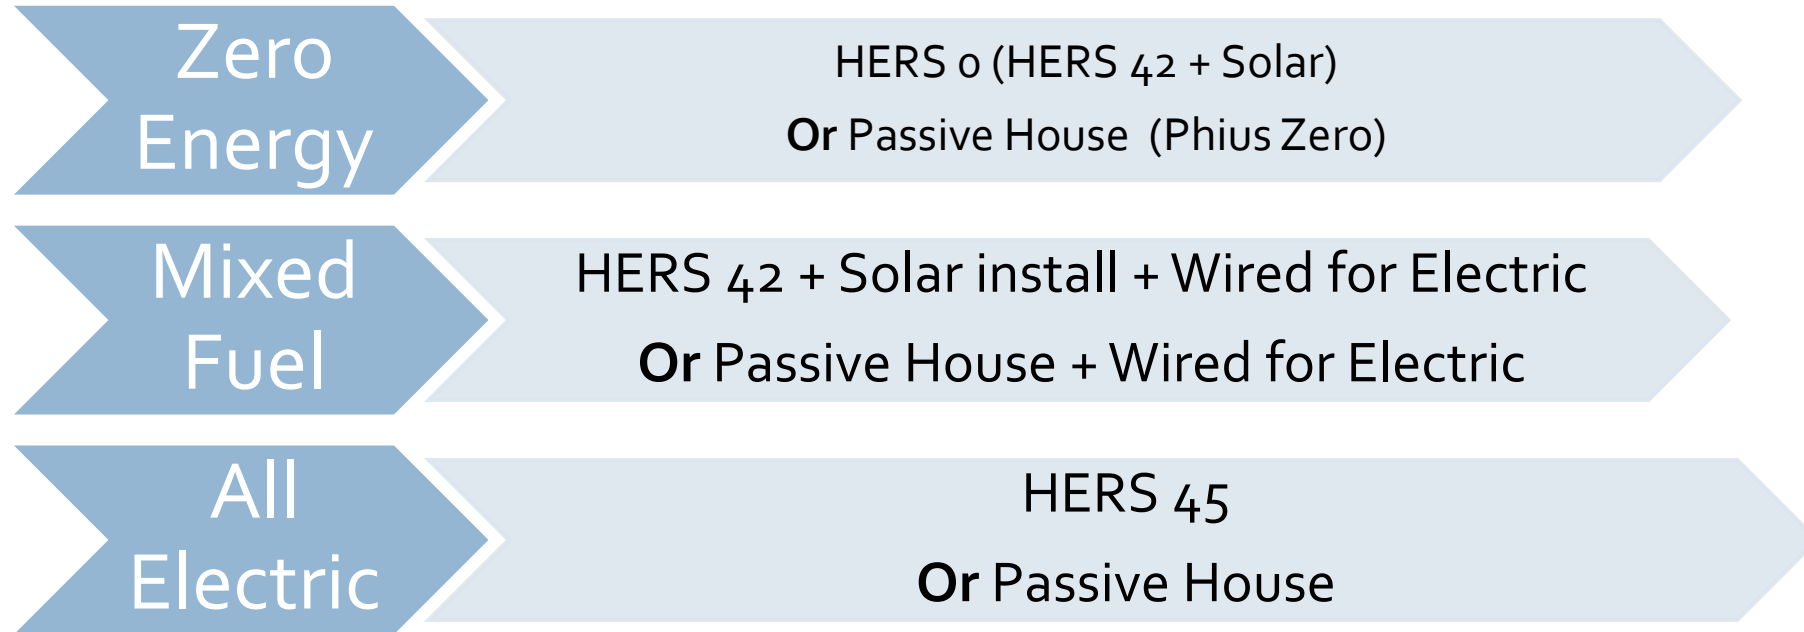 Zero
Energy
HERS 0 (HERS 42 + Solar)
Or Passive House (Phius Zero)
Mixed
Fuel
HERS 42 + Solar install + Wired for Electric
Or Passive House + Wired for Electric
All
Electric
HERS 45
Or Passive House